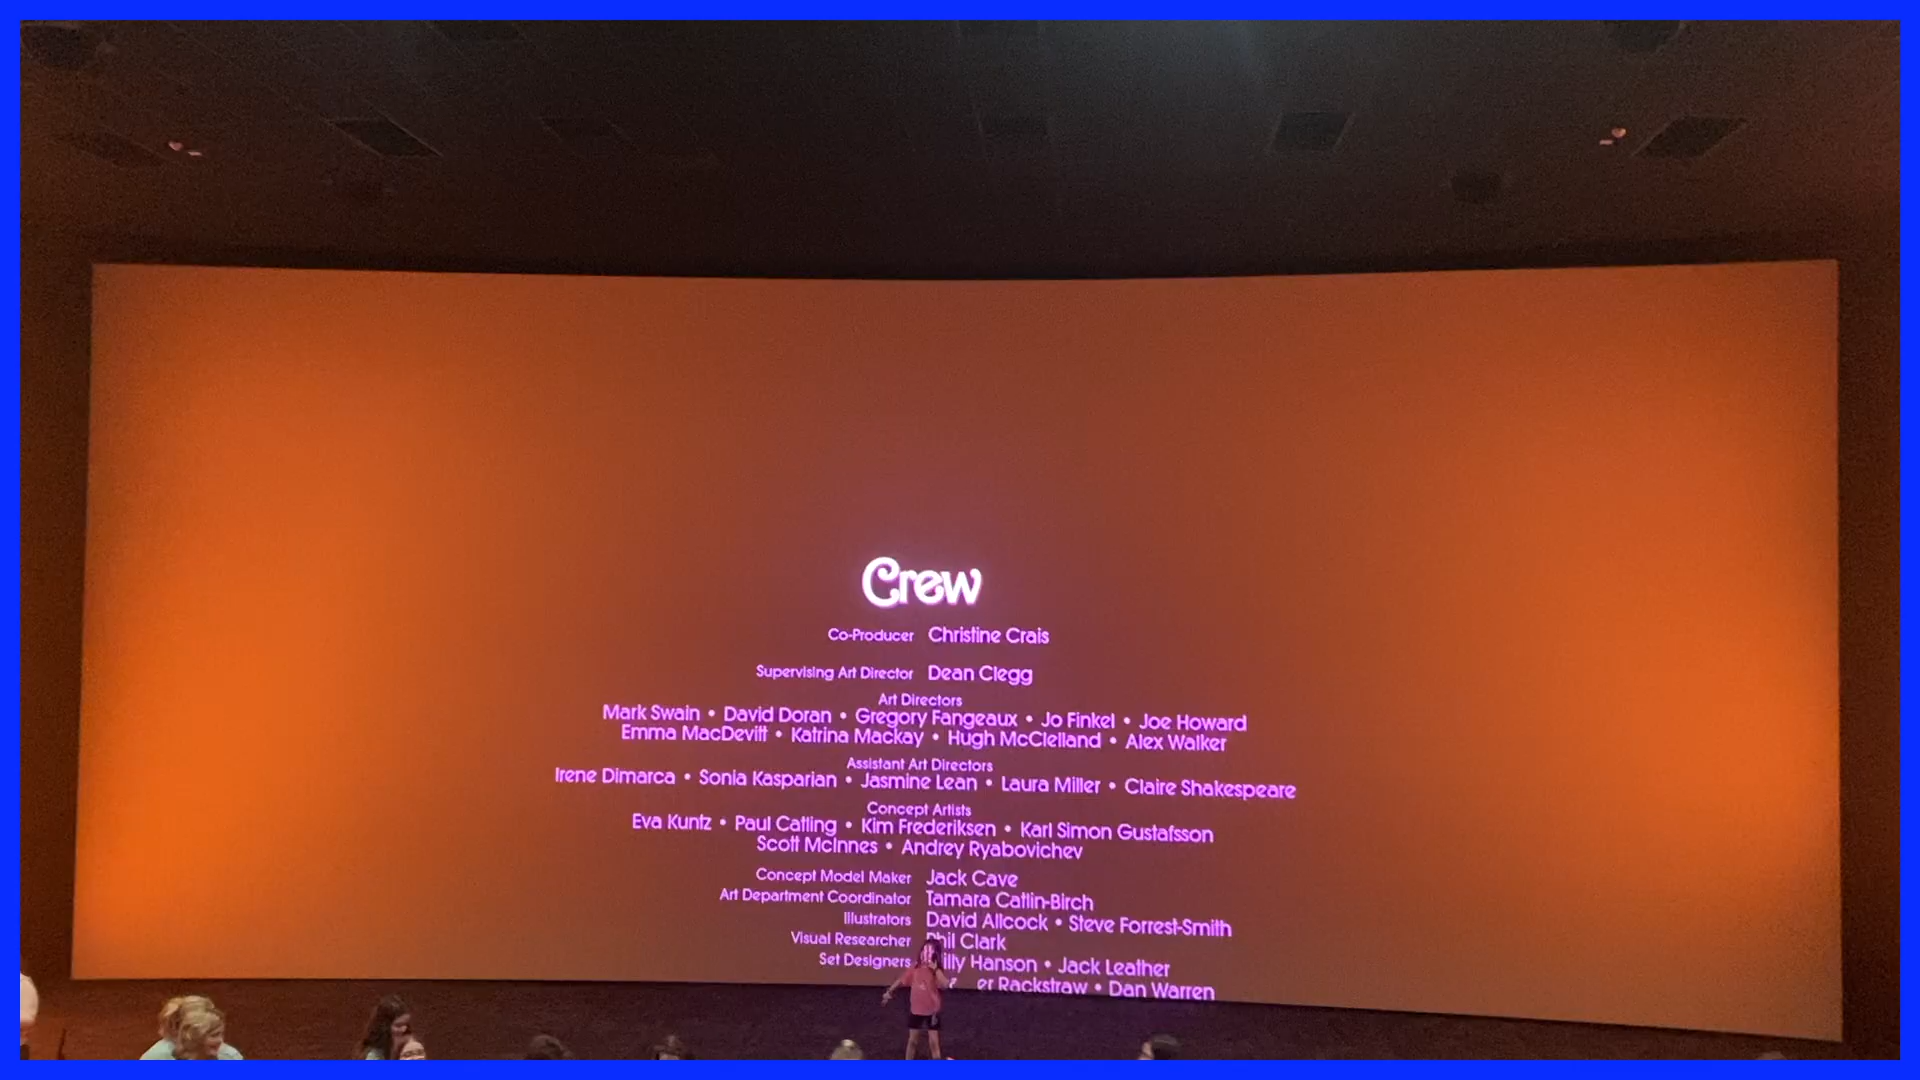 Crew
Co-Producer Christine Crais
Supervising Art Director Dean Clegg
Art Directors
Mark Swain • David Doran • Gregory Fangeaux • Jo Finkel • Joe Howard
Emma MacDevitt • Katrina Mackay • Hugh McClelland • Alex Walker
Assistant Art Directors
Irene Dimarca • Sonia Kasparian • Jasmine Lean • Laura Miller • Claire Shakespeare
Concept Artists
Eva Kuntz • Paul Catling • Kim Frederiksen • Karl Simon Gustafsson
Scott McInnes • Andrey Ryabovichev
Concept Model Maker Jack Cave
Art Department Coordinator Tamara Catlin-Birch
Illustrators David Allcock • Steve Forrest-Smith
Visual Researcher Phil Clark
Set Designers Hanson • Jack Leather
Rackstraw • Dan Warren